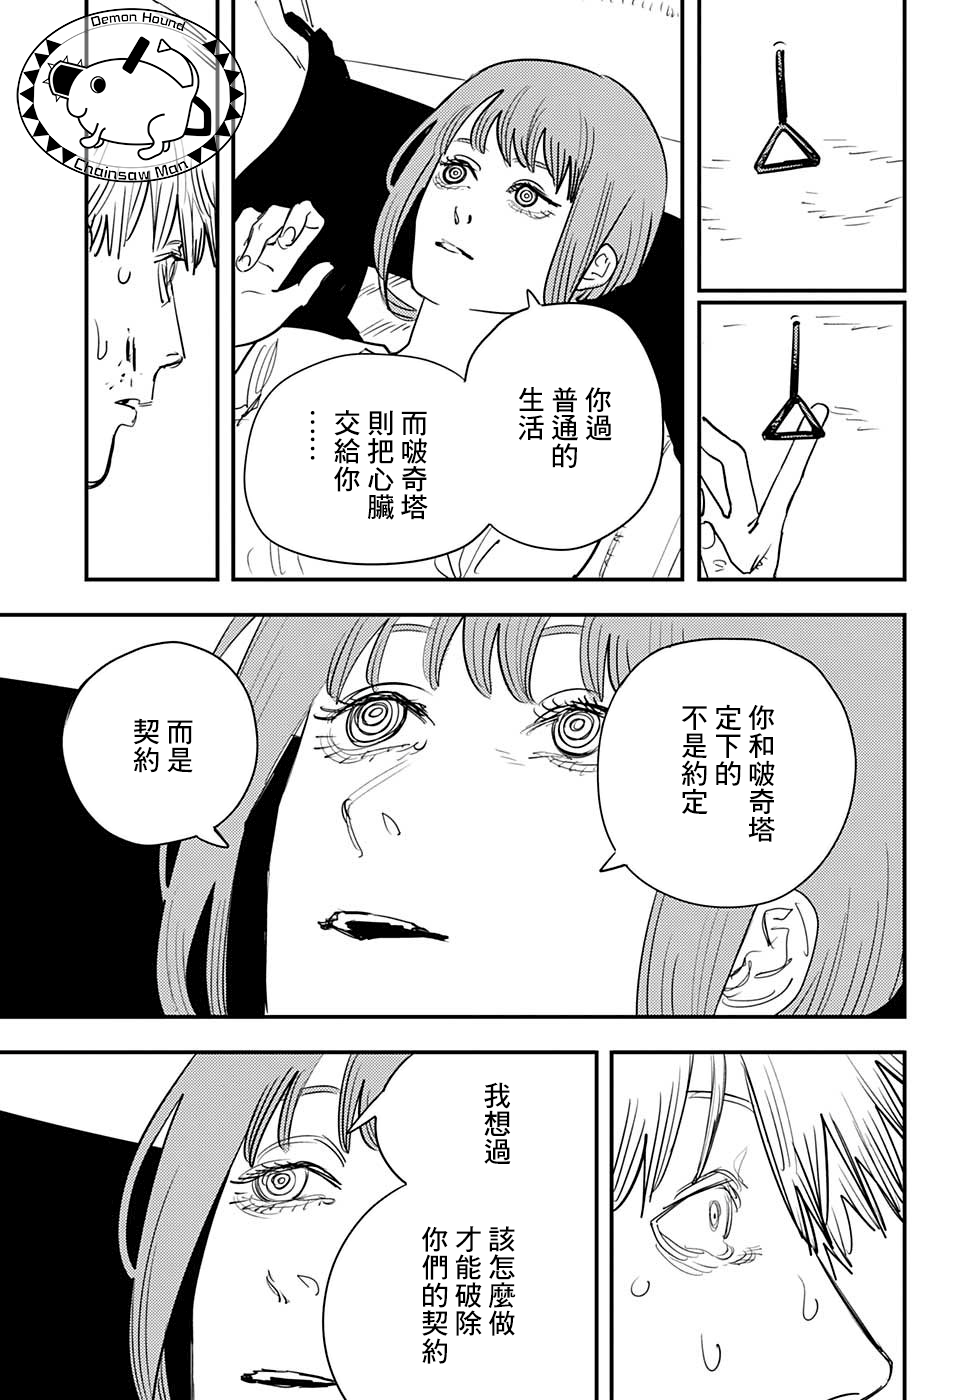 Demon Hound
Chainsaw Man
你過
普通的
生活
而啵奇塔
則把心臟
交給你
……
你和啵奇塔
定下的
不是約定
而是
契約
我想過
該怎麼做
才能破除
你們的契約